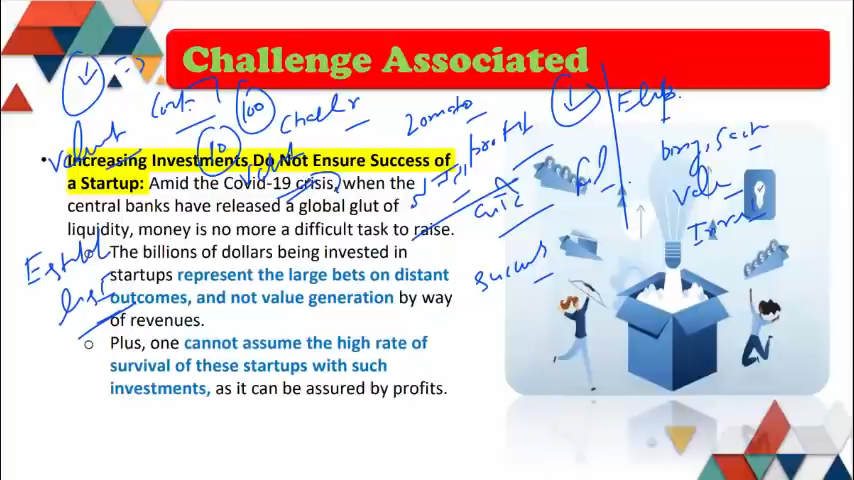 Challenge Associated
100
10
Zomato
profit
success
• Increasing Investments Do Not Ensure Success of
a Startup: Amid the Covid-19 crisis, when the
central banks have released a global glut of
liquidity, money is no more a difficult task to raise.
The billions of dollars being invested in
startups represent the large bets on distant
outcomes, and not value generation by way
of revenues.
○ Plus, one cannot assume the high rate of
survival of these startups with such
investments, as it can be assured by profits.